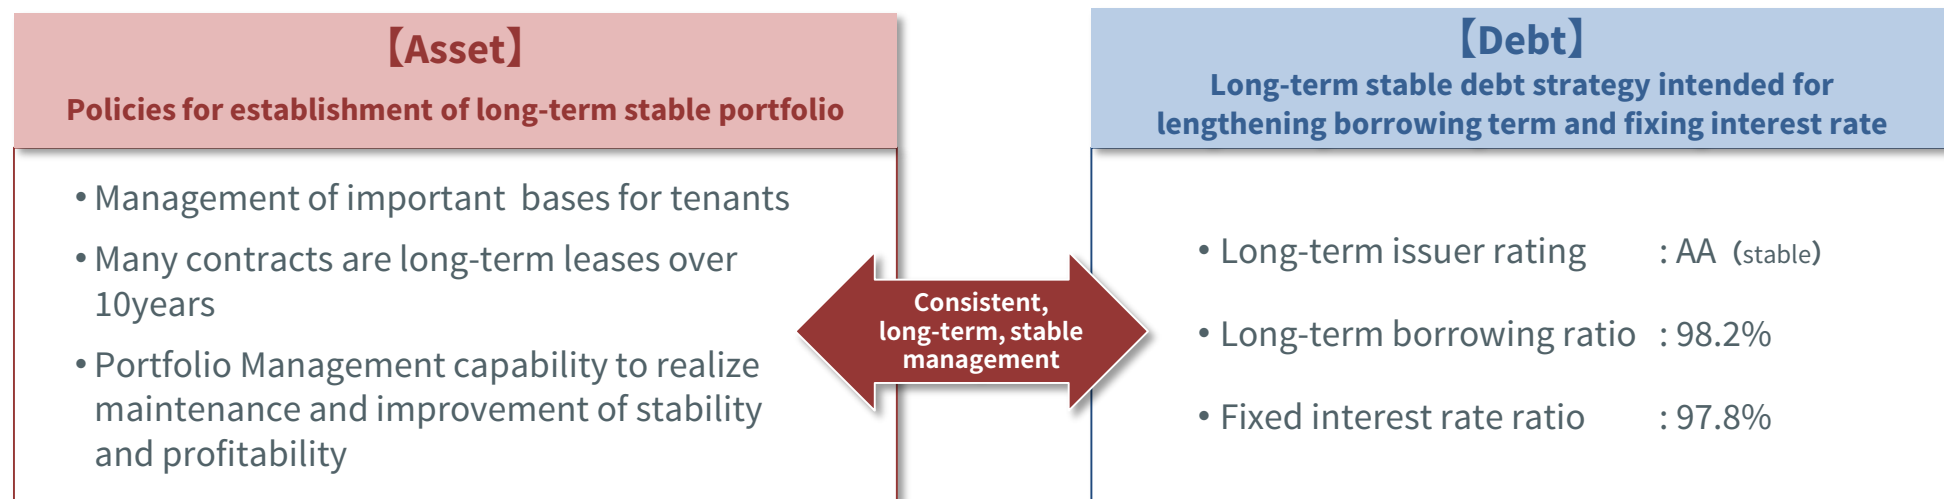 【Asset】
Policies for establishment of long-term stable portfolio
• Management of important bases for tenants
• Many contracts are long-term leases over
10years
• Portfolio Management capability to realize
maintenance and improvement of stability
and profitability
Consistent,
long-term, stable
management
【Debt】
Long-term stable debt strategy intended for
lengthening borrowing term and fixing interest rate
• Long-term issuer rating : AA (stable)
• Long-term borrowing ratio : 98.2%
• Fixed interest rate ratio : 97.8%